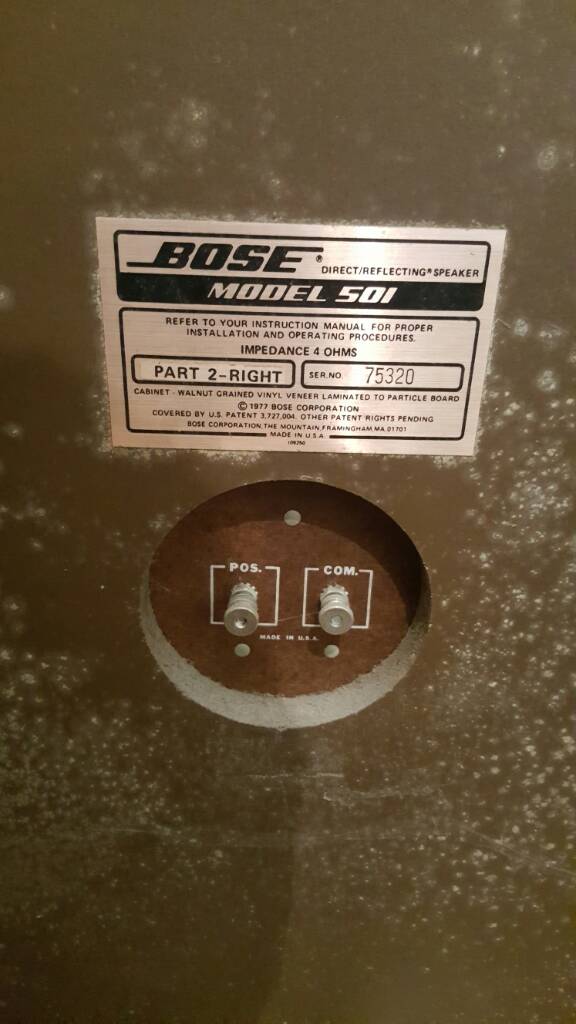 BOSE®
DIRECT/REFLECTING® SPEAKER
MODEL 501
REFER TO YOUR INSTRUCTION MANUAL FOR PROPER
INSTALLATION AND OPERATING PROCEDURES.
IMPEDANCE 4 OHMS
PART 2-RIGHT SER. NO. 75320
CABINET - WALNUT GRAINED VINYL VENEER LAMINATED TO PARTICLE BOARD
© 1977 BOSE CORPORATION
COVERED BY U.S. PATENT 3,727,004. OTHER PATENT RIGHTS PENDING
BOSE CORPORATION, THE MOUNTAIN, FRAMINGHAM, MA. 01701
MADE IN U.S.A.
POS. COM.
MADE IN U.S.A.